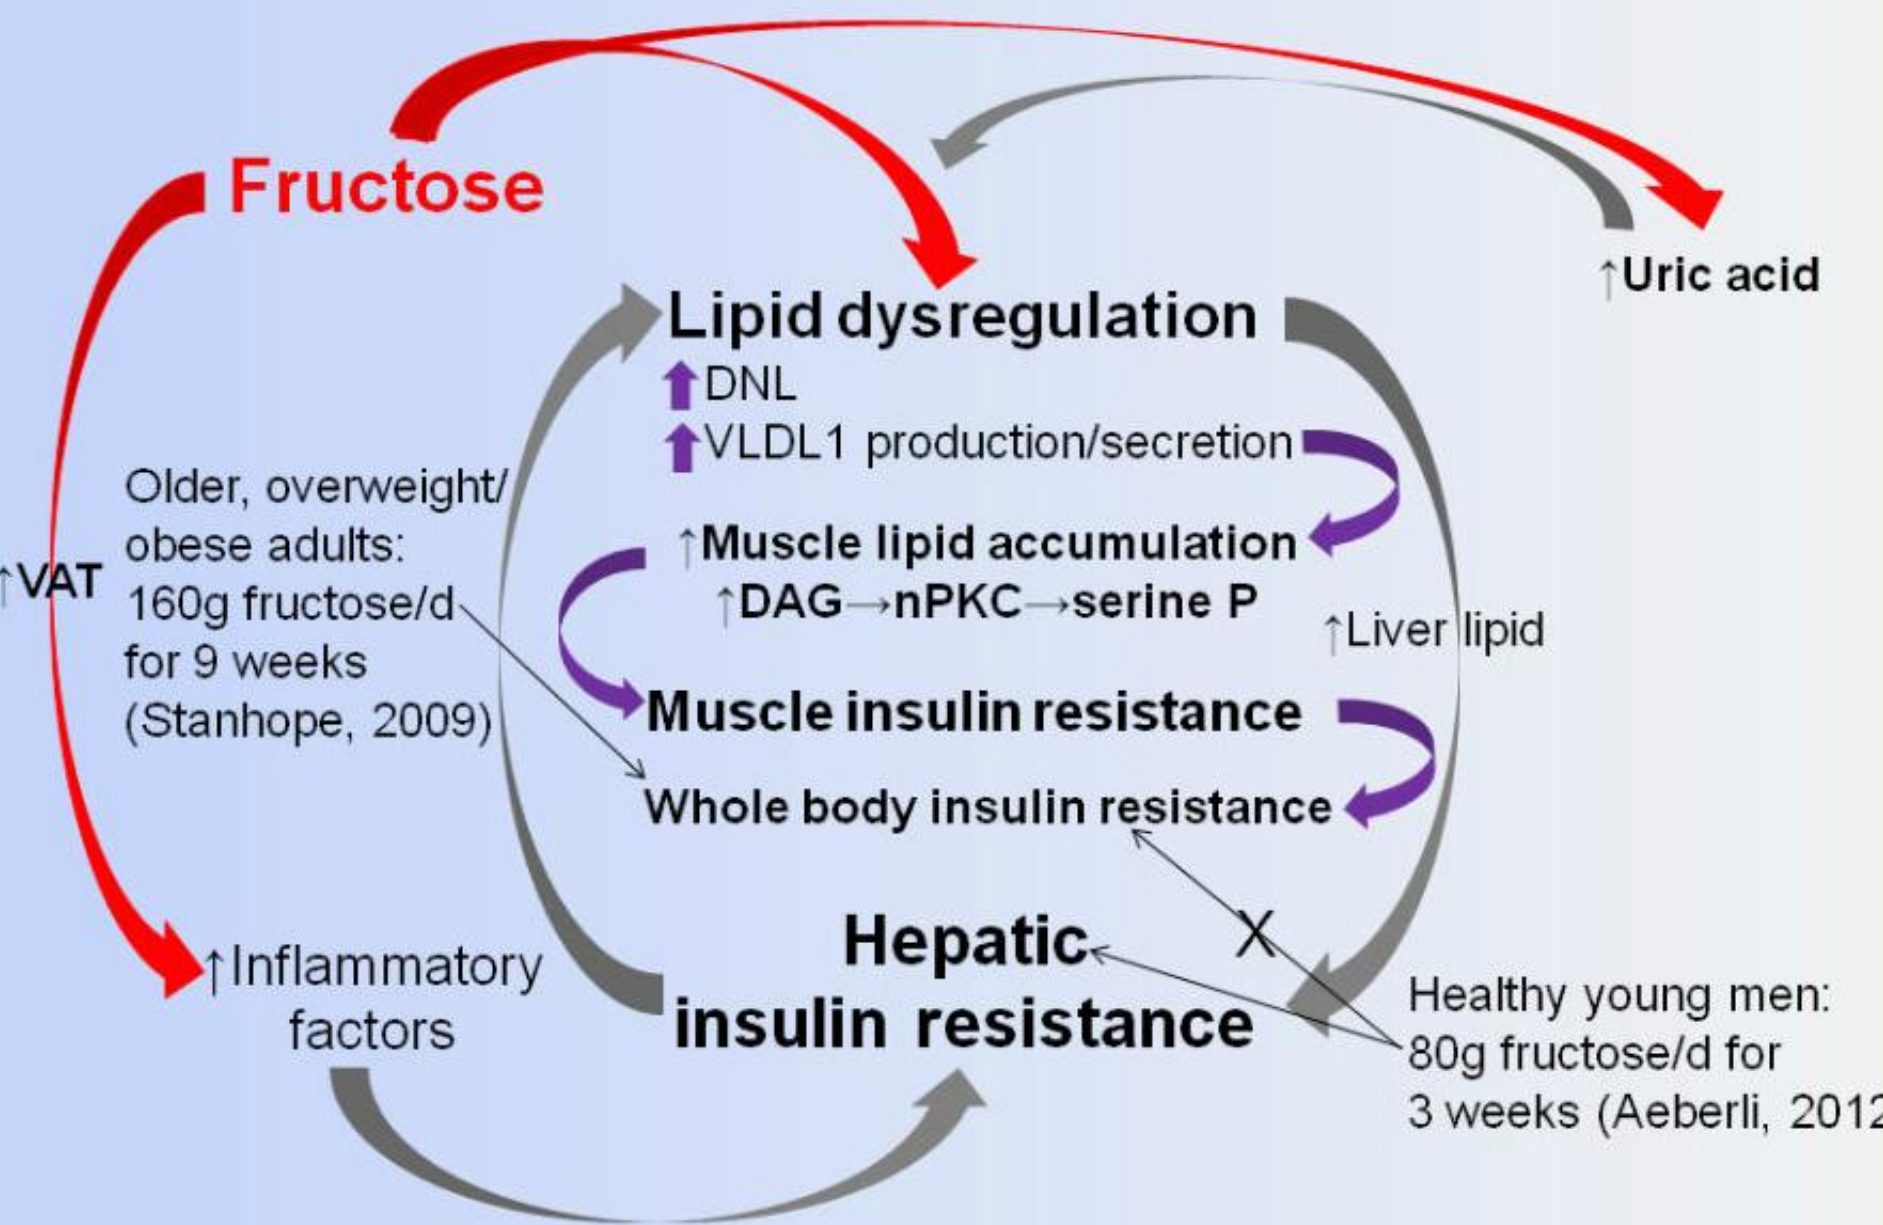 Fructose
↑Uric acid
Lipid dysregulation
DNL
VLDL1 production/secretion
Older, overweight/
obese adults:
160g fructose/d
for 9 weeks
(Stanhope, 2009)
↑VAT
↑Muscle lipid accumulation
↑DAG→nPKC→serine P
↑Liver lipid
Muscle insulin resistance
Whole body insulin resistance
Hepatic
insulin resistance
X
↑Inflammatory
factors
Healthy young men:
80g fructose/d for
3 weeks (Aeberli, 2012